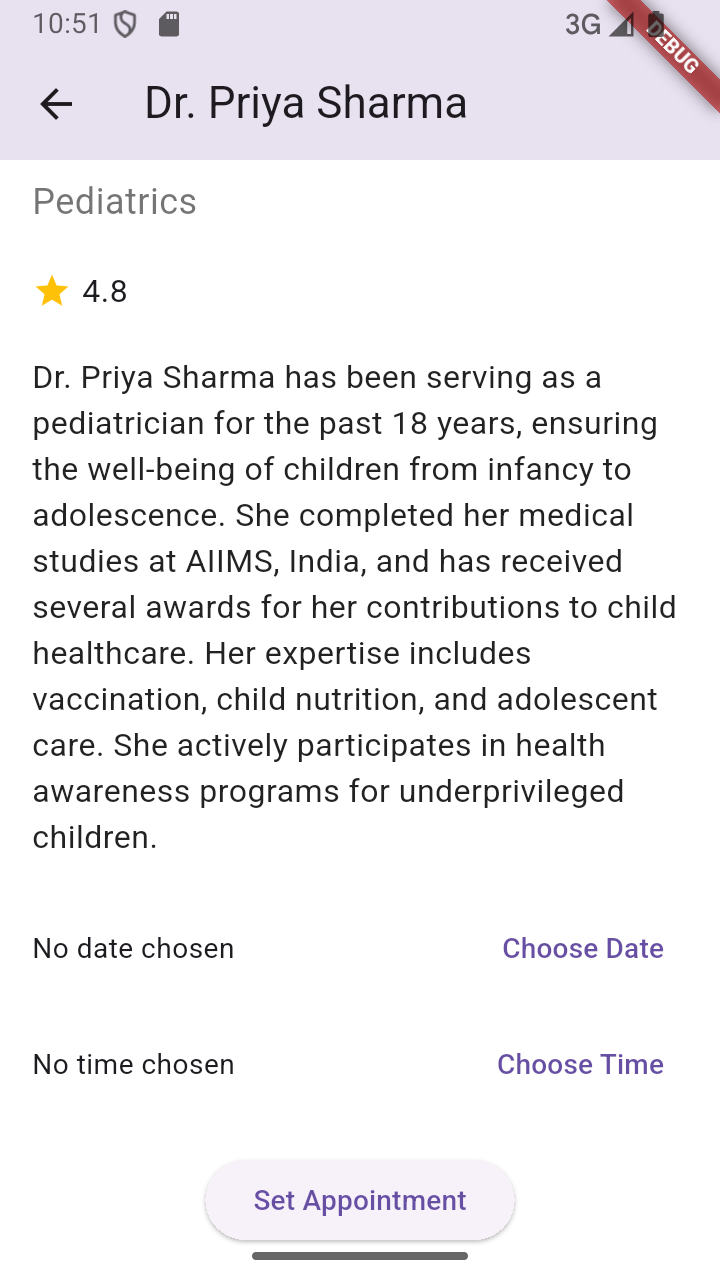 10:51
3G
DEBUG
Dr. Priya Sharma
Pediatrics
4.8
Dr. Priya Sharma has been serving as a
pediatrician for the past 18 years, ensuring
the well-being of children from infancy to
adolescence. She completed her medical
studies at AIIMS, India, and has received
several awards for her contributions to child
healthcare. Her expertise includes
vaccination, child nutrition, and adolescent
care. She actively participates in health
awareness programs for underprivileged
children.
No date chosen
Choose Date
No time chosen
Choose Time
Set Appointment